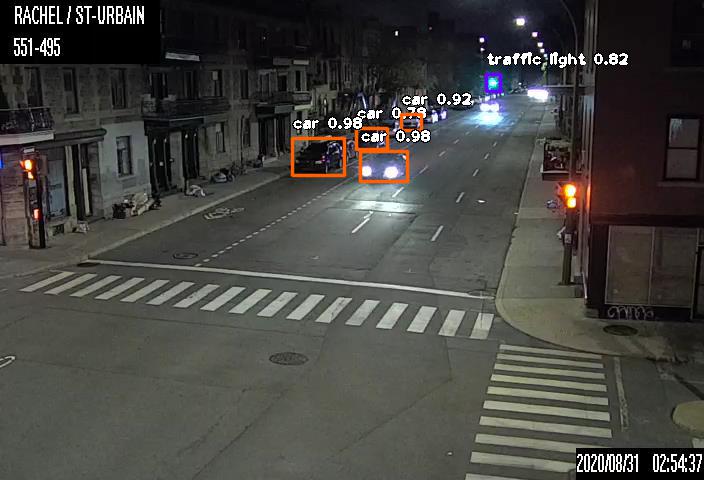 RACHEL / ST-URBAIN
551-495
traffic light 0.82
car 0.92
car 0.79
car 0.98
car 0.98
2020/08/31 02:54:37